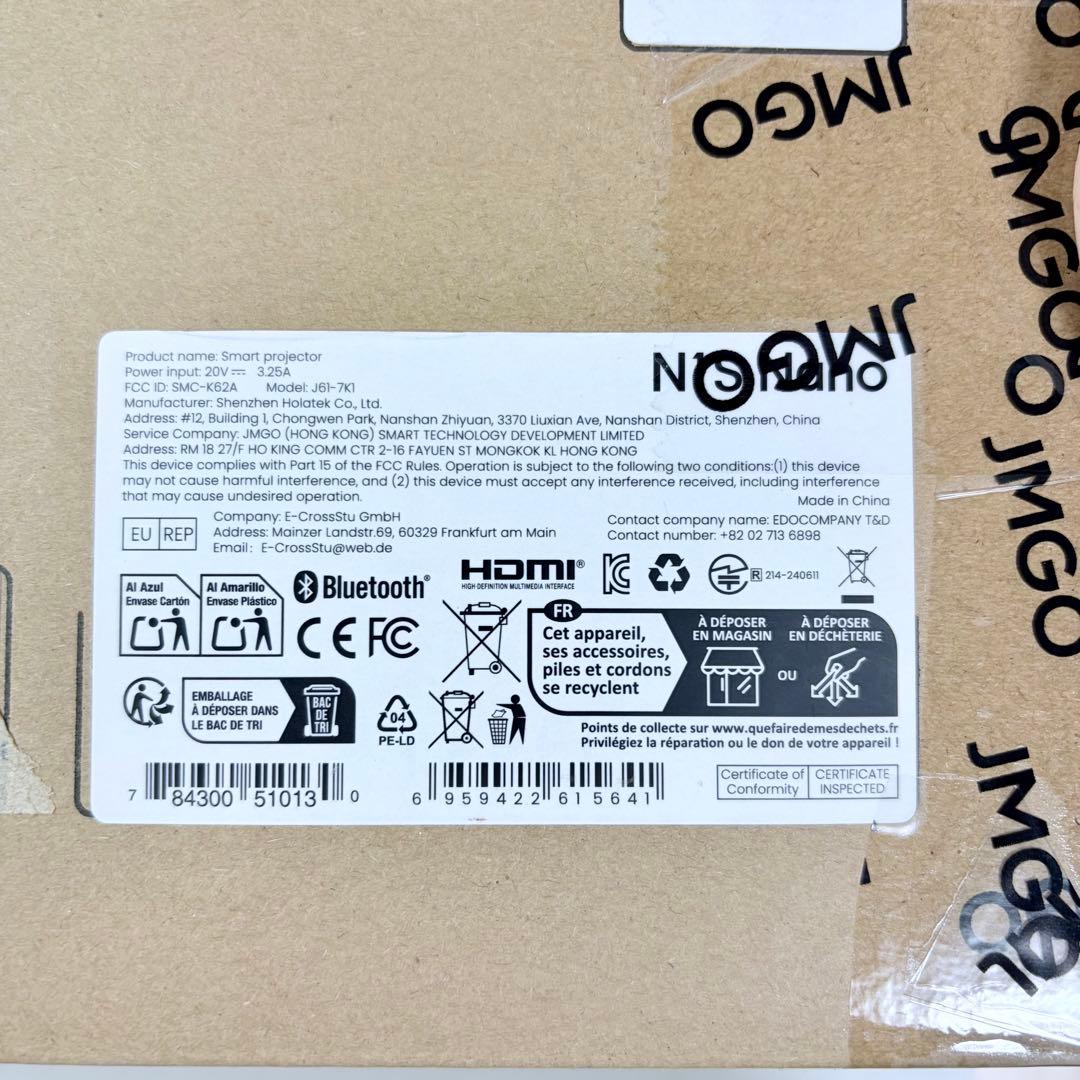 JMGO
JMGO
JMGO
Product name: Smart projector
Power input: 20V⎓ 3.25A
FCC ID: SMC-K62A Model: J61-7K1
Manufacturer: Shenzhen Holatek Co., Ltd.
Address: #12, Building 1, Chongwen Park, Nanshan Zhiyuan, 3370 Liuxian Ave, Nanshan District, Shenzhen, China
Service Company: JMGO (HONG KONG) SMART TECHNOLOGY DEVELOPMENT LIMITED
Address: RM 18 27/F HO KING COMM CTR 2-16 FAYUEN ST MONGKOK KL HONG KONG
This device complies with Part 15 of the FCC Rules. Operation is subject to the following two conditions:(1) this device
may not cause harmful interference, and (2) this device must accept any interference received, including interference
that may cause undesired operation.
Made in China
EU REP
Company: E-CrossStu GmbH
Address: Mainzer Landstr.69, 60329 Frankfurt am Main
Email: E-CrossStu@web.de
Contact company name: EDOCOMPANY T&D
Contact number: +82 02 713 6898
Al Azul
Envase Cartón
Al Amarillo
Envase Plástico
Bluetooth®
HDMI®
HIGH-DEFINITION MULTIMEDIA INTERFACE
R 214-240611
CE FC
FR
Cet appareil,
ses accessoires,
piles et cordons
se recyclent
À DÉPOSER
EN MAGASIN
OU
À DÉPOSER
EN DÉCHÈTERIE
EMBALLAGE
À DÉPOSER DANS
LE BAC DE TRI
BAC
DE
TRI
04
PE-LD
Points de collecte sur www.quefairedemesdechets.fr
Privilégiez la réparation ou le don de votre appareil !
7 84300 51013 0
6 959422 615641
Certificate of
Conformity
CERTIFICATE
INSPECTED
JMGO
JMGO